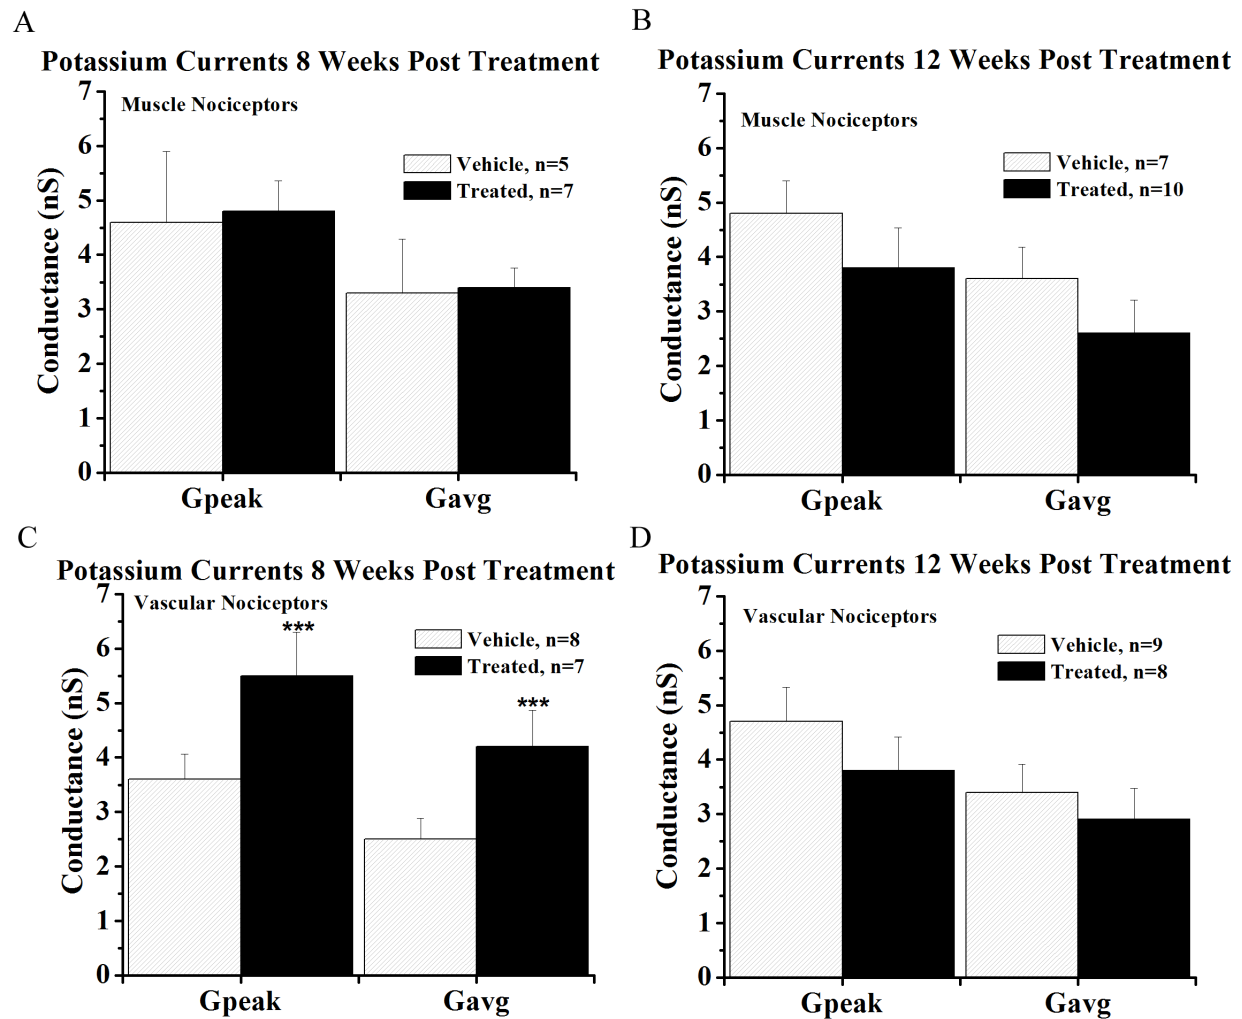 A
Potassium Currents 8 Weeks Post Treatment
Muscle Nociceptors
Vehicle, n=5
Treated, n=7
Conductance (nS)
7
6
5
4
3
2
1
0
Gpeak
Gavg
B
Potassium Currents 12 Weeks Post Treatment
Muscle Nociceptors
Vehicle, n=7
Treated, n=10
Conductance (nS)
7
6
5
4
3
2
1
0
Gpeak
Gavg
C
Potassium Currents 8 Weeks Post Treatment
Vascular Nociceptors
***
Vehicle, n=8
Treated, n=7
***
Conductance (nS)
7
6
5
4
3
2
1
0
Gpeak
Gavg
D
Potassium Currents 12 Weeks Post Treatment
Vascular Nociceptors
Vehicle, n=9
Treated, n=8
Conductance (nS)
7
6
5
4
3
2
1
0
Gpeak
Gavg